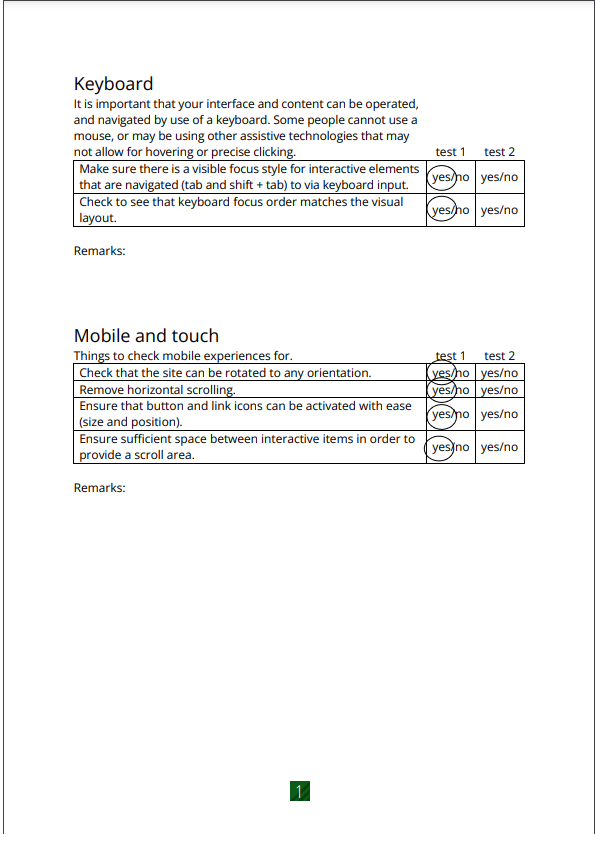 Keyboard
It is important that your interface and content can be operated,
and navigated by use of a keyboard. Some people cannot use a
mouse, or may be using other assistive technologies that may
not allow for hovering or precise clicking. test 1 test 2
Make sure there is a visible focus style for interactive elements
that are navigated (tab and shift + tab) to via keyboard input. yes/no yes/no
Check to see that keyboard focus order matches the visual
layout. yes/no yes/no
Remarks:
Mobile and touch
Things to check mobile experiences for. test 1 test 2
Check that the site can be rotated to any orientation. yes/no yes/no
Remove horizontal scrolling. yes/no yes/no
Ensure that button and link icons can be activated with ease
(size and position). yes/no yes/no
Ensure sufficient space between interactive items in order to
provide a scroll area. yes/no yes/no
Remarks:
1